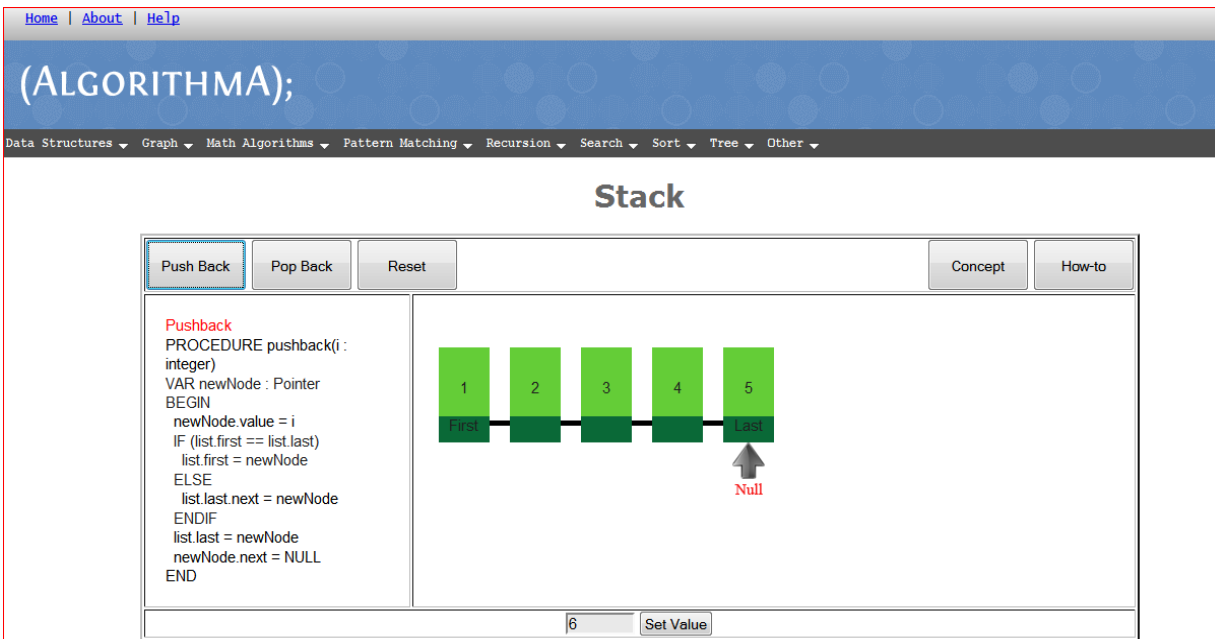 Home | About | Help
(ALGORITHMA);
Data Structures Graph Math Algorithms Pattern Matching Recursion Search Sort Tree Other
Stack
Push Back Pop Back Reset Concept How-to
Pushback
PROCEDURE pushback(i :
integer)
VAR newNode : Pointer
BEGIN
newNode.value = i
IF (list.first == list.last)
list.first = newNode
ELSE
list.last.next = newNode
ENDIF
list.last = newNode
newNode.next = NULL
END
1 2 3 4 5
First Last
Null
6 Set Value